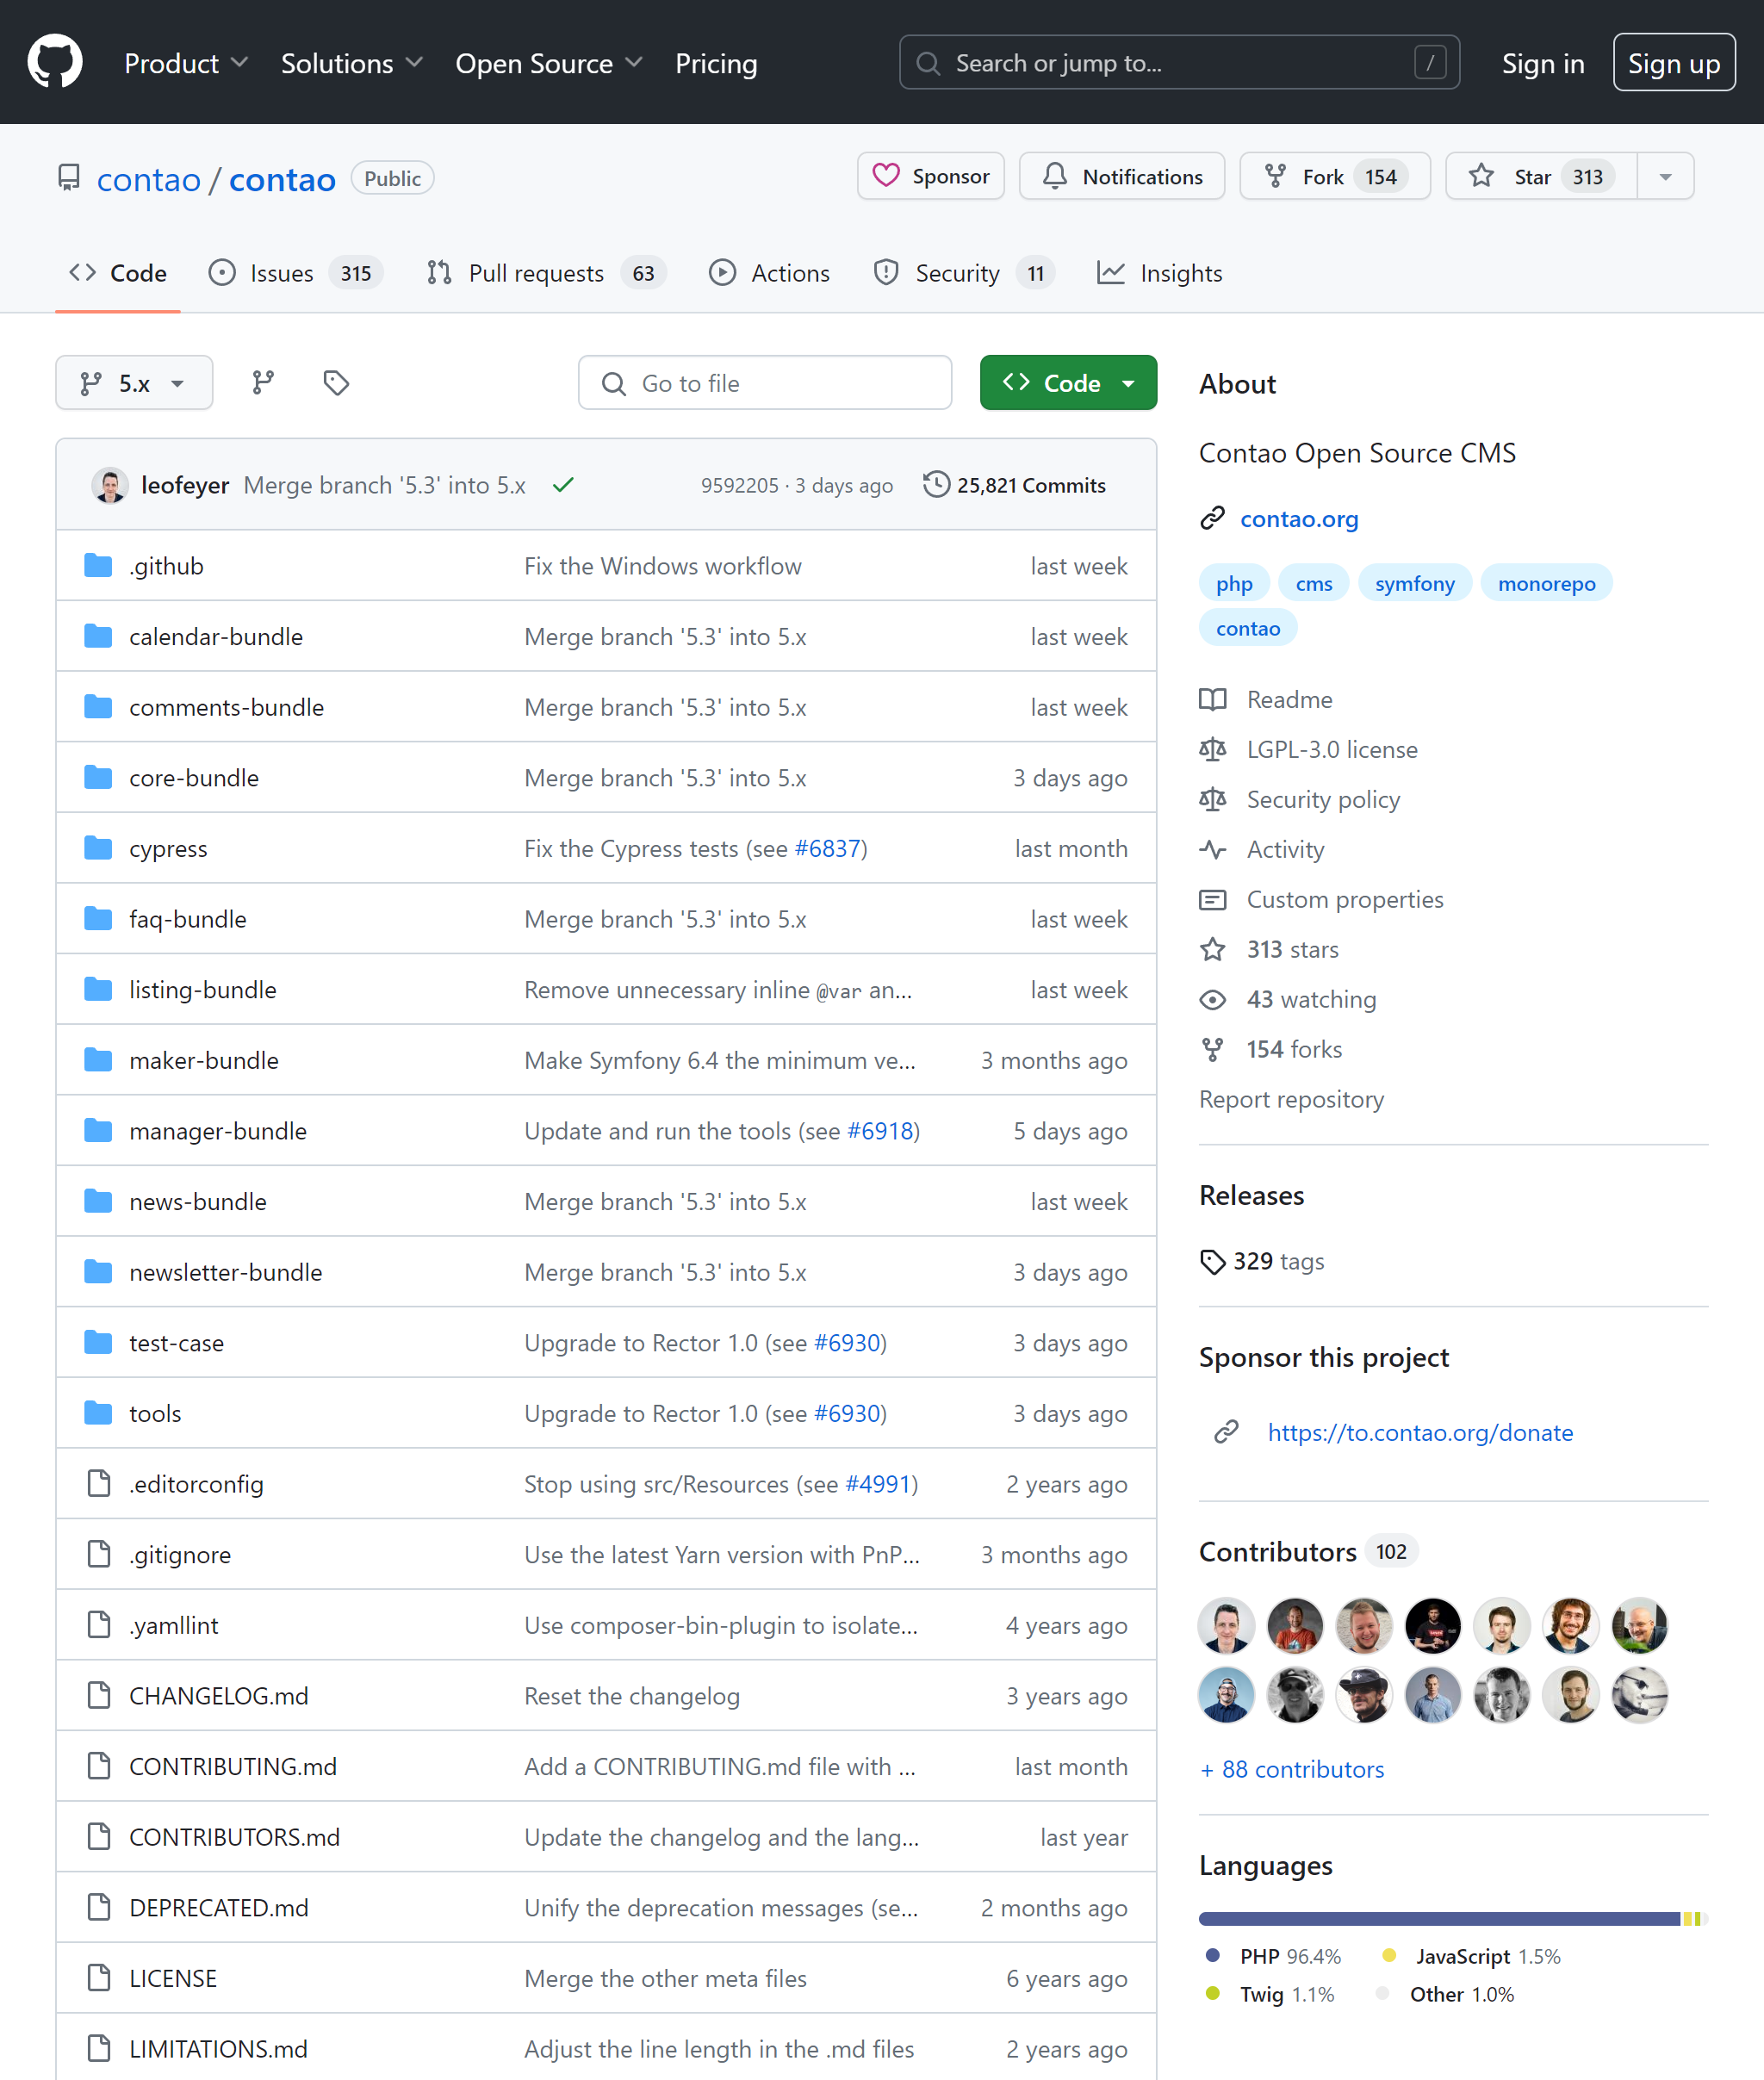 Product Solutions Open Source Pricing Search or jump to... / Sign in Sign up
contao / contao Public Sponsor Notifications Fork 154 Star 313
Code Issues 315 Pull requests 63 Actions Security 11 Insights
5.x Go to file Code
leofeyer Merge branch '5.3' into 5.x 9592205 · 3 days ago 25,821 Commits
.github Fix the Windows workflow last week
calendar-bundle Merge branch '5.3' into 5.x last week
comments-bundle Merge branch '5.3' into 5.x last week
core-bundle Merge branch '5.3' into 5.x 3 days ago
cypress Fix the Cypress tests (see #6837) last month
faq-bundle Merge branch '5.3' into 5.x last week
listing-bundle Remove unnecessary inline @var an... last week
maker-bundle Make Symfony 6.4 the minimum ve... 3 months ago
manager-bundle Update and run the tools (see #6918) 5 days ago
news-bundle Merge branch '5.3' into 5.x last week
newsletter-bundle Merge branch '5.3' into 5.x 3 days ago
test-case Upgrade to Rector 1.0 (see #6930) 3 days ago
tools Upgrade to Rector 1.0 (see #6930) 3 days ago
.editorconfig Stop using src/Resources (see #4991) 2 years ago
.gitignore Use the latest Yarn version with PnP... 3 months ago
.yamllint Use composer-bin-plugin to isolate... 4 years ago
CHANGELOG.md Reset the changelog 3 years ago
CONTRIBUTING.md Add a CONTRIBUTING.md file with ... last month
CONTRIBUTORS.md Update the changelog and the lang... last year
DEPRECATED.md Unify the deprecation messages (se... 2 months ago
LICENSE Merge the other meta files 6 years ago
LIMITATIONS.md Adjust the line length in the .md files 2 years ago
About
Contao Open Source CMS
contao.org
php cms symfony monorepo
contao
Readme
LGPL-3.0 license
Security policy
Activity
Custom properties
313 stars
43 watching
154 forks
Report repository
Releases
329 tags
Sponsor this project
https://to.contao.org/donate
Contributors 102
+ 88 contributors
Languages
PHP 96.4% JavaScript 1.5%
Twig 1.1% Other 1.0%